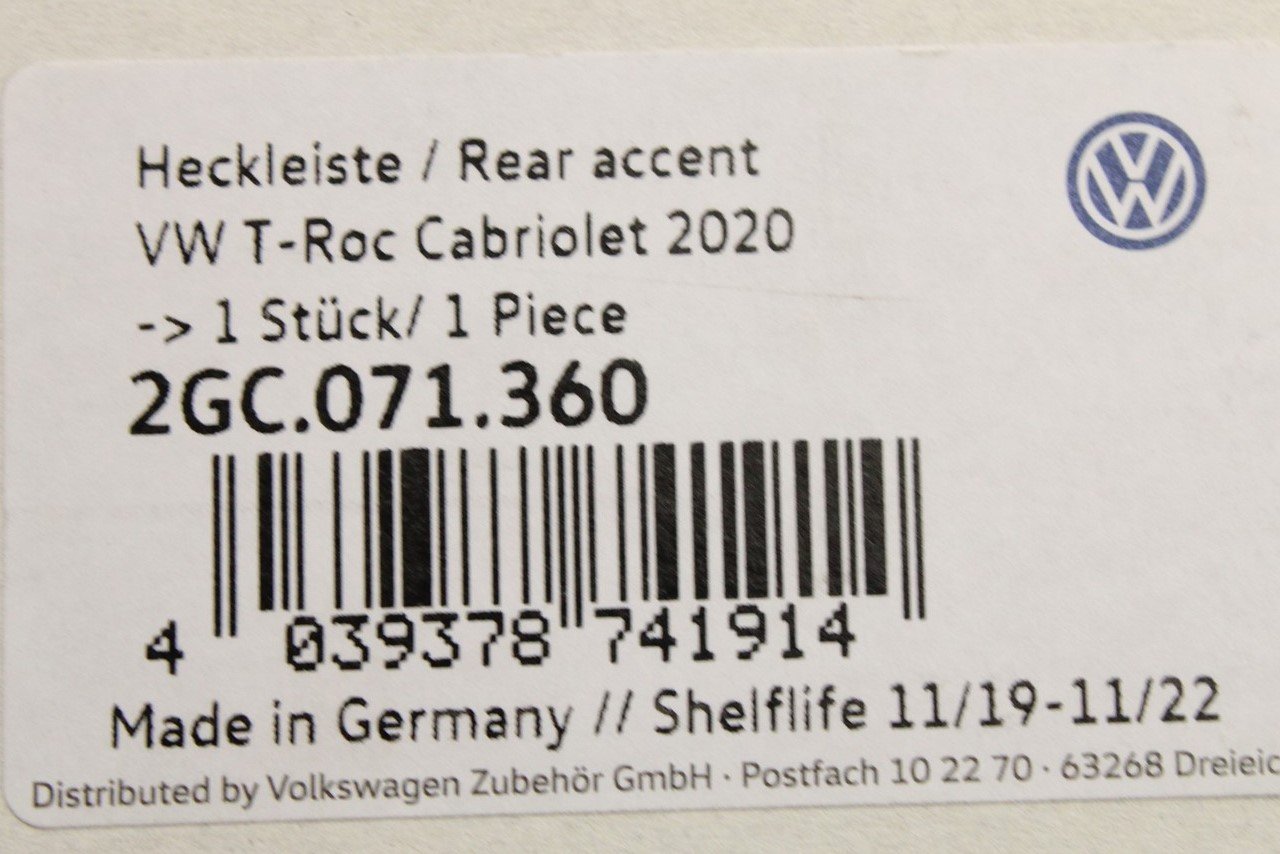 Heckleiste / Rear accent
VW T-Roc Cabriolet 2020
-> 1 Stück/ 1 Piece
2GC.071.360
4 039378 741914
Made in Germany // Shelflife 11/19-11/22
Distributed by Volkswagen Zubehör GmbH · Postfach 10 22 70 · 63268 Dreieic